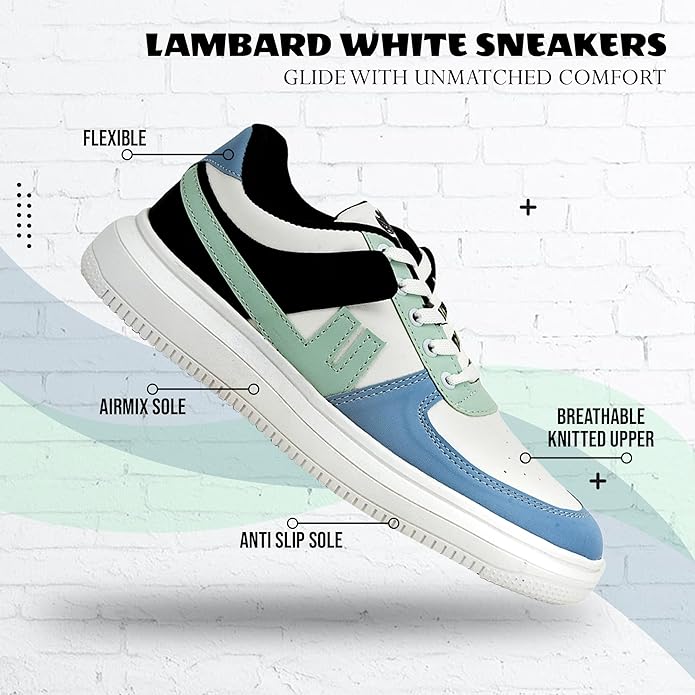 LAMBARD WHITE SNEAKERS
GLIDE WITH UNMATCHED COMFORT
FLEXIBLE
AIRMIX SOLE
BREATHABLE
KNITTED UPPER
ANTI SLIP SOLE